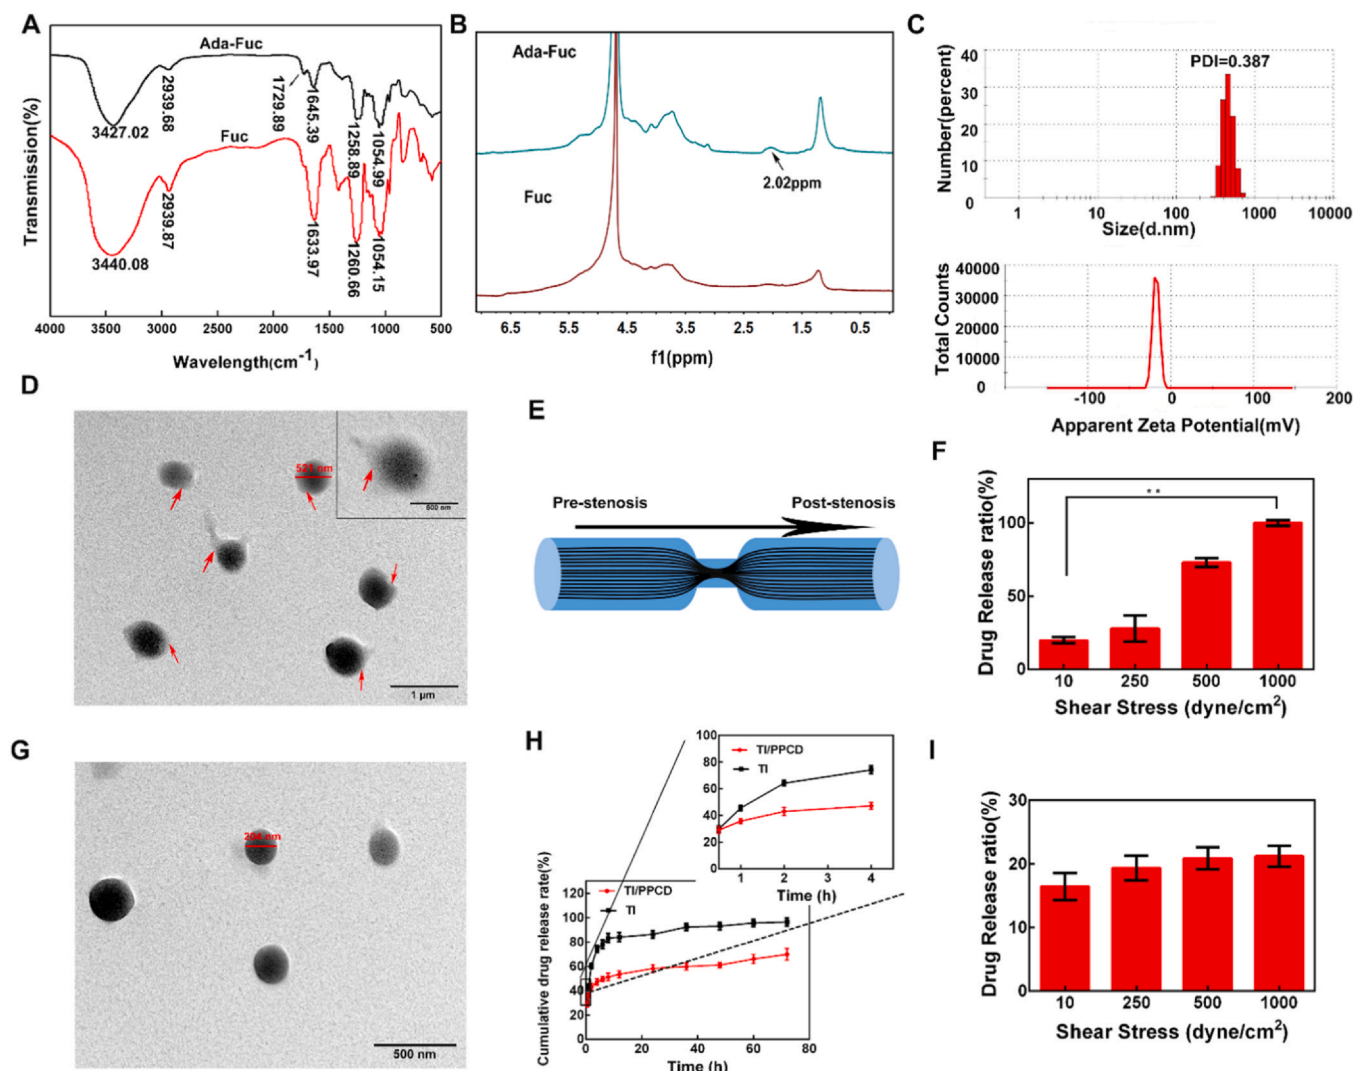 A
Ada-Fuc
2939.68
1729.89
1645.39
1258.89
1054.99
3427.02
Fuc
2939.87
1633.97
1260.66
1054.15
3440.08
Transmission(%)
4000 3000 2000 1000 500
Wavelength(cm-1)
B
Ada-Fuc
2.02ppm
Fuc
6.5 5.5 4.5 3.5 2.5 1.5 0.5
f1(ppm)
C
PDI=0.387
Number(percent)
40
30
20
10
0
1 10 100 1000 10000
Size(d.nm)
Total Counts
40000
30000
20000
10000
0
-100 0 100 200
Apparent Zeta Potential(mV)
D
521 nm
500 nm
1 μm
E
Pre-stenosis Post-stenosis
F
**
Drug Release ratio(%)
100
50
0
10 250 500 1000
Shear Stress (dyne/cm2)
G
204 nm
500 nm
H
TI/PPCD
TI
100
80
60
40
20
0
1 2 3 4
Time (h)
Cumulative drug release rate(%)
TI/PPCD
TI
120
100
80
60
40
20
0
0 20 40 60 80
Time (h)
I
Drug Release ratio(%)
30
20
10
0
10 250 500 1000
Shear Stress (dyne/cm2)